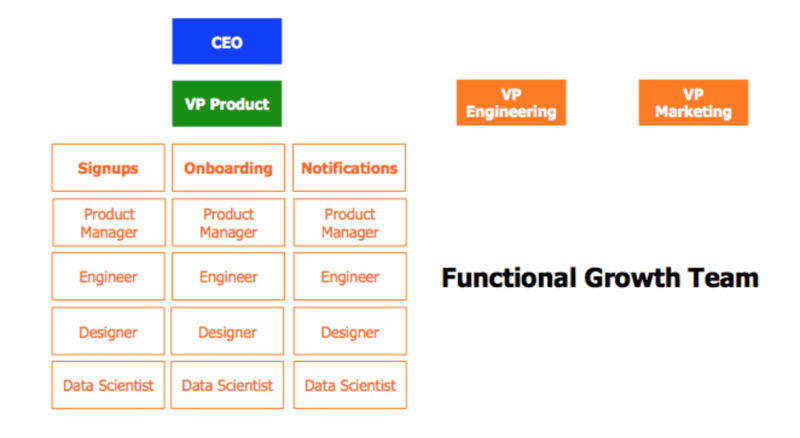 CEO
VP Product
VP
Engineering
VP
Marketing
Signups
Onboarding
Notifications
Product
Manager
Product
Manager
Product
Manager
Engineer
Engineer
Engineer
Functional Growth Team
Designer
Designer
Designer
Data Scientist
Data Scientist
Data Scientist